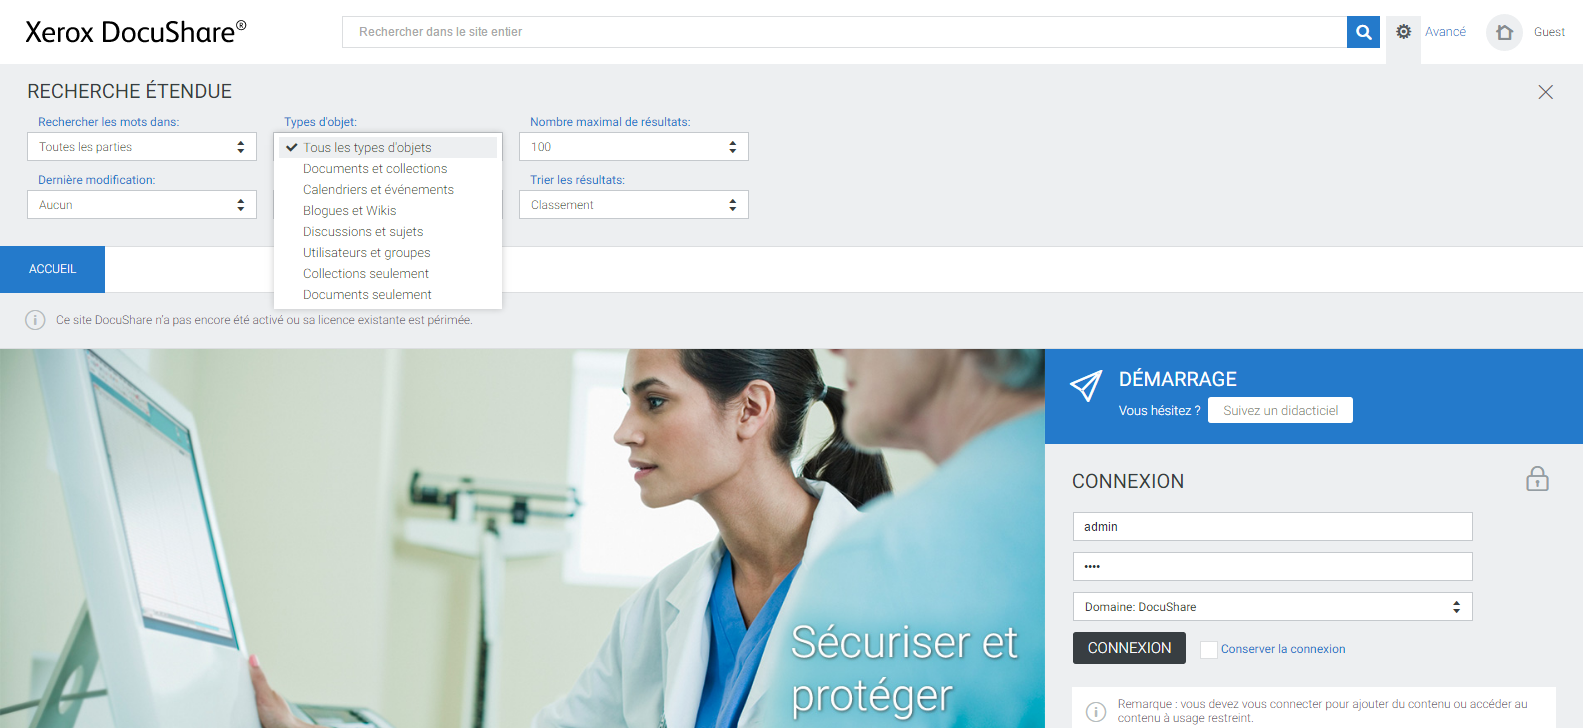 Xerox DocuShare®
Rechercher dans le site entier
Avancé
Guest
RECHERCHE ÉTENDUE
Rechercher les mots dans:
Types d'objet:
Nombre maximal de résultats:
Toutes les parties
Tous les types d'objets
100
Documents et collections
Dernière modification:
Trier les résultats:
Calendriers et événements
Aucun
Classement
Blogues et Wikis
Discussions et sujets
Utilisateurs et groupes
ACCUEIL
Collections seulement
Documents seulement
Ce site DocuShare n'a pas encore été activé ou sa licence existante est périmée.
DÉMARRAGE
Vous hésitez ? Suivez un didacticiel
CONNEXION
admin
••••
Domaine: DocuShare
CONNEXION
Conserver la connexion
Sécuriser et
protéger
Remarque : vous devez vous connecter pour ajouter du contenu ou accéder au
contenu à usage restreint.